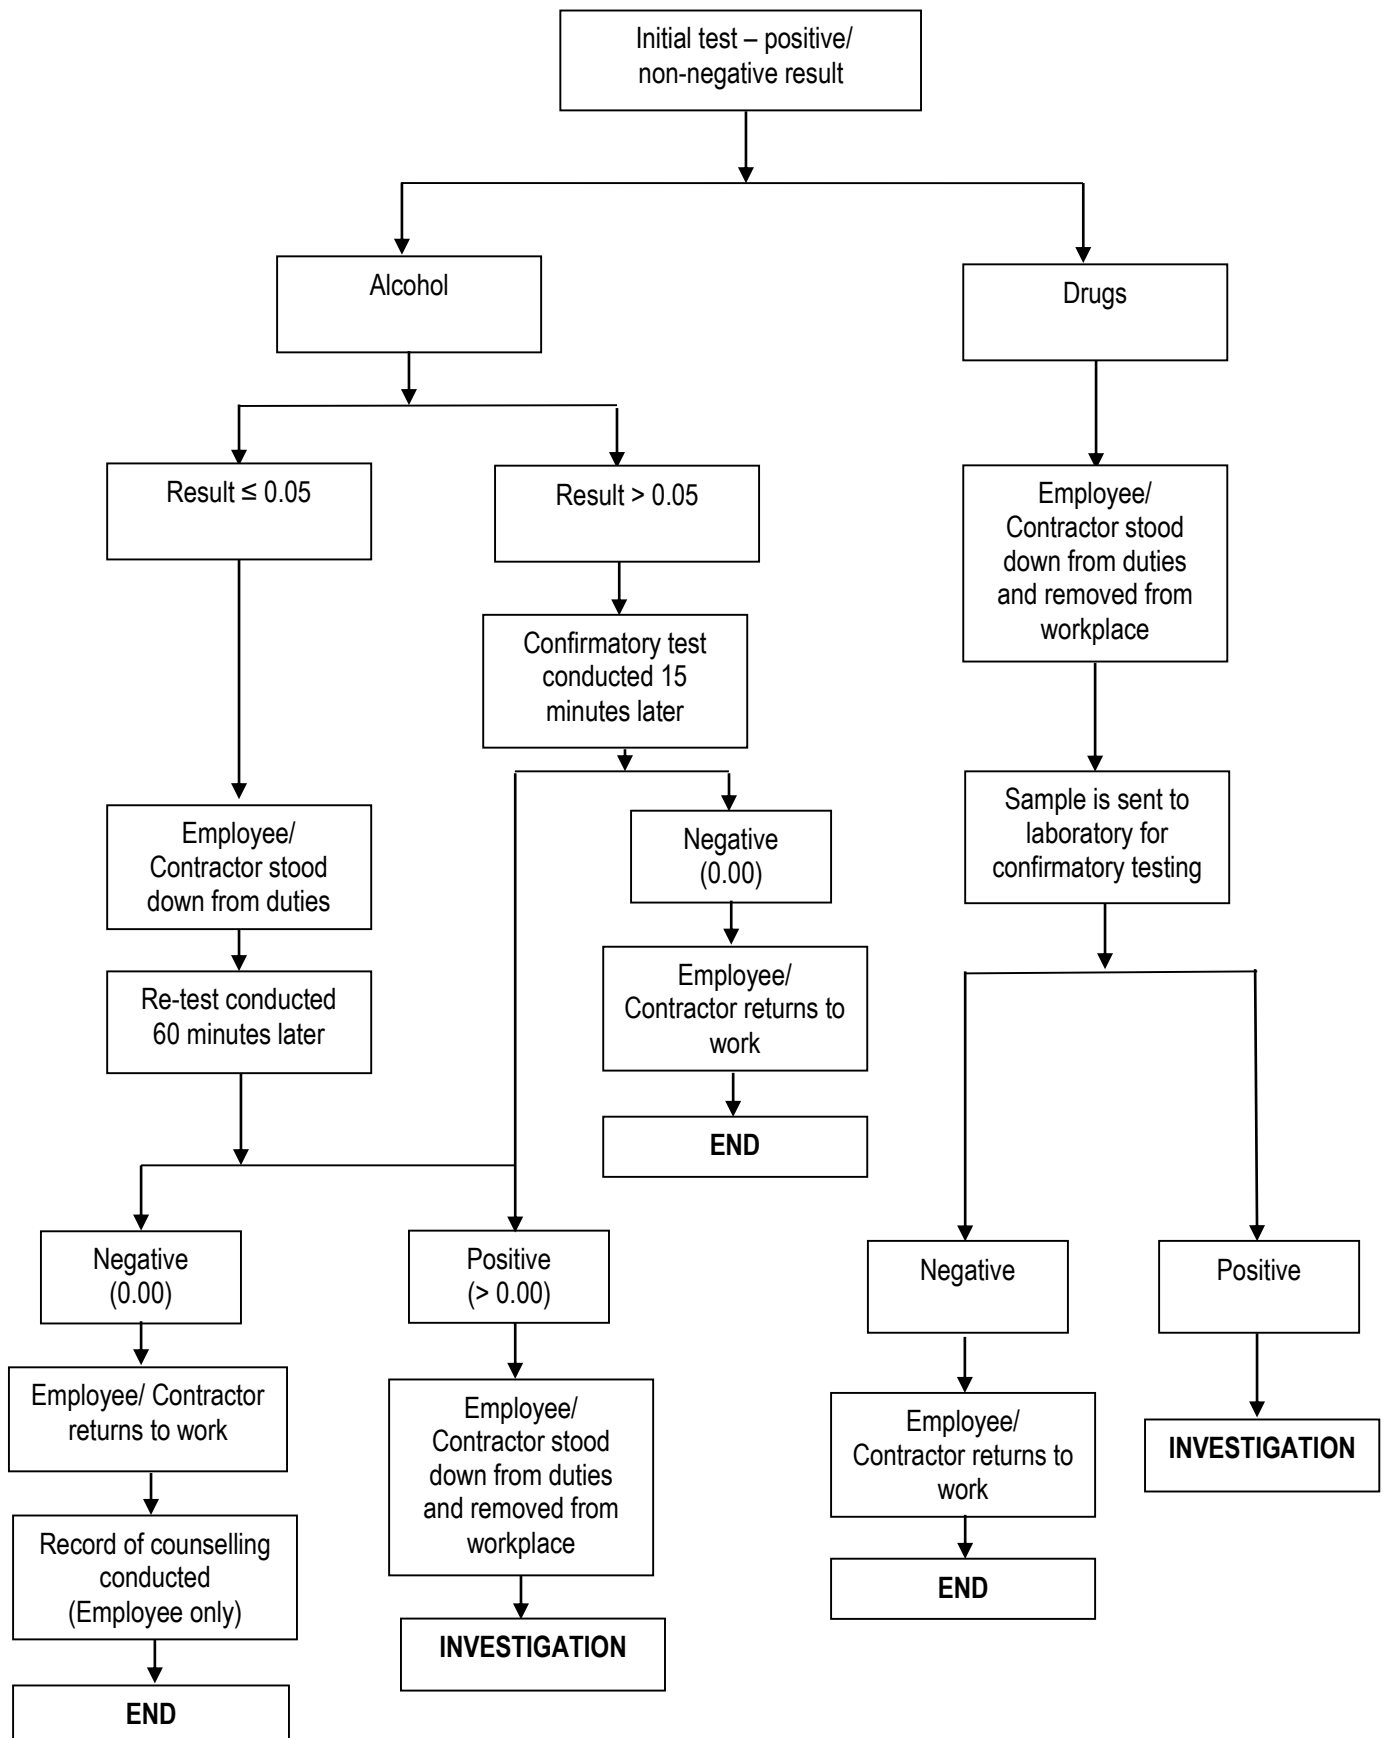 Initial test – positive/
non-negative result
Alcohol
Drugs
Result ≤ 0.05
Result > 0.05
Employee/
Contractor stood
down from duties
and removed from
workplace
Confirmatory test
conducted 15
minutes later
Sample is sent to
laboratory for
confirmatory testing
Employee/
Contractor stood
down from duties
Negative
(0.00)
Re-test conducted
60 minutes later
Employee/
Contractor returns to
work
END
Negative
(0.00)
Positive
(> 0.00)
Negative
Positive
Employee/ Contractor
returns to work
Employee/
Contractor stood
down from duties
and removed from
workplace
Employee/
Contractor returns to
work
INVESTIGATION
Record of counselling
conducted
(Employee only)
END
INVESTIGATION
END